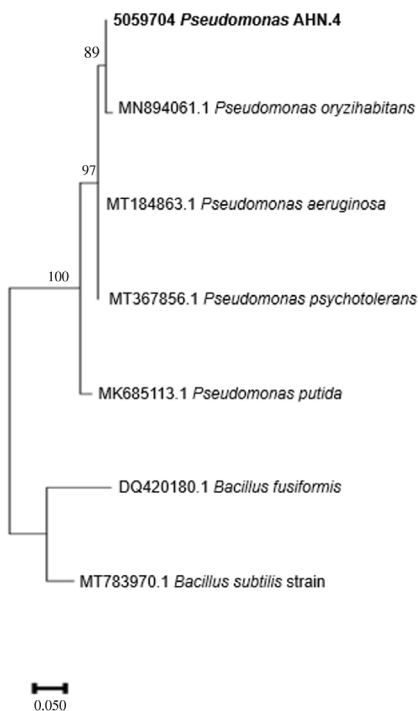 5059704 Pseudomonas AHN.4
89
MN894061.1 Pseudomonas oryzihabitans
97
MT184863.1 Pseudomonas aeruginosa
100
MT367856.1 Pseudomonas psychotolerans
MK685113.1 Pseudomonas putida
DQ420180.1 Bacillus fusiformis
MT783970.1 Bacillus subtilis strain
0.050